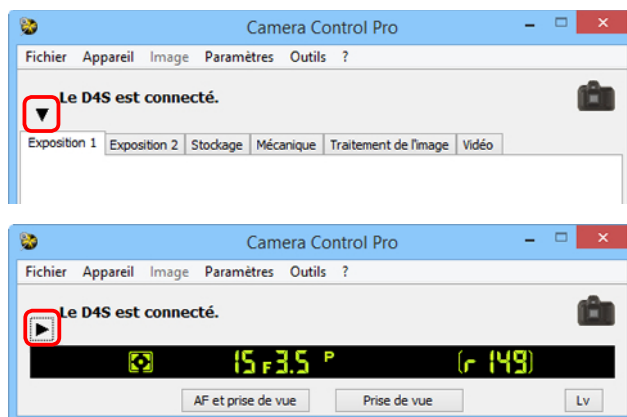 Camera Control Pro
Fichier Appareil Image Paramètres Outils ?
Le D4S est connecté.
Exposition 1 Exposition 2 Stockage Mécanique Traitement de l'image Vidéo
Camera Control Pro
Fichier Appareil Image Paramètres Outils ?
Le D4S est connecté.
15 F3.5 P (r 149)
AF et prise de vue Prise de vue Lv